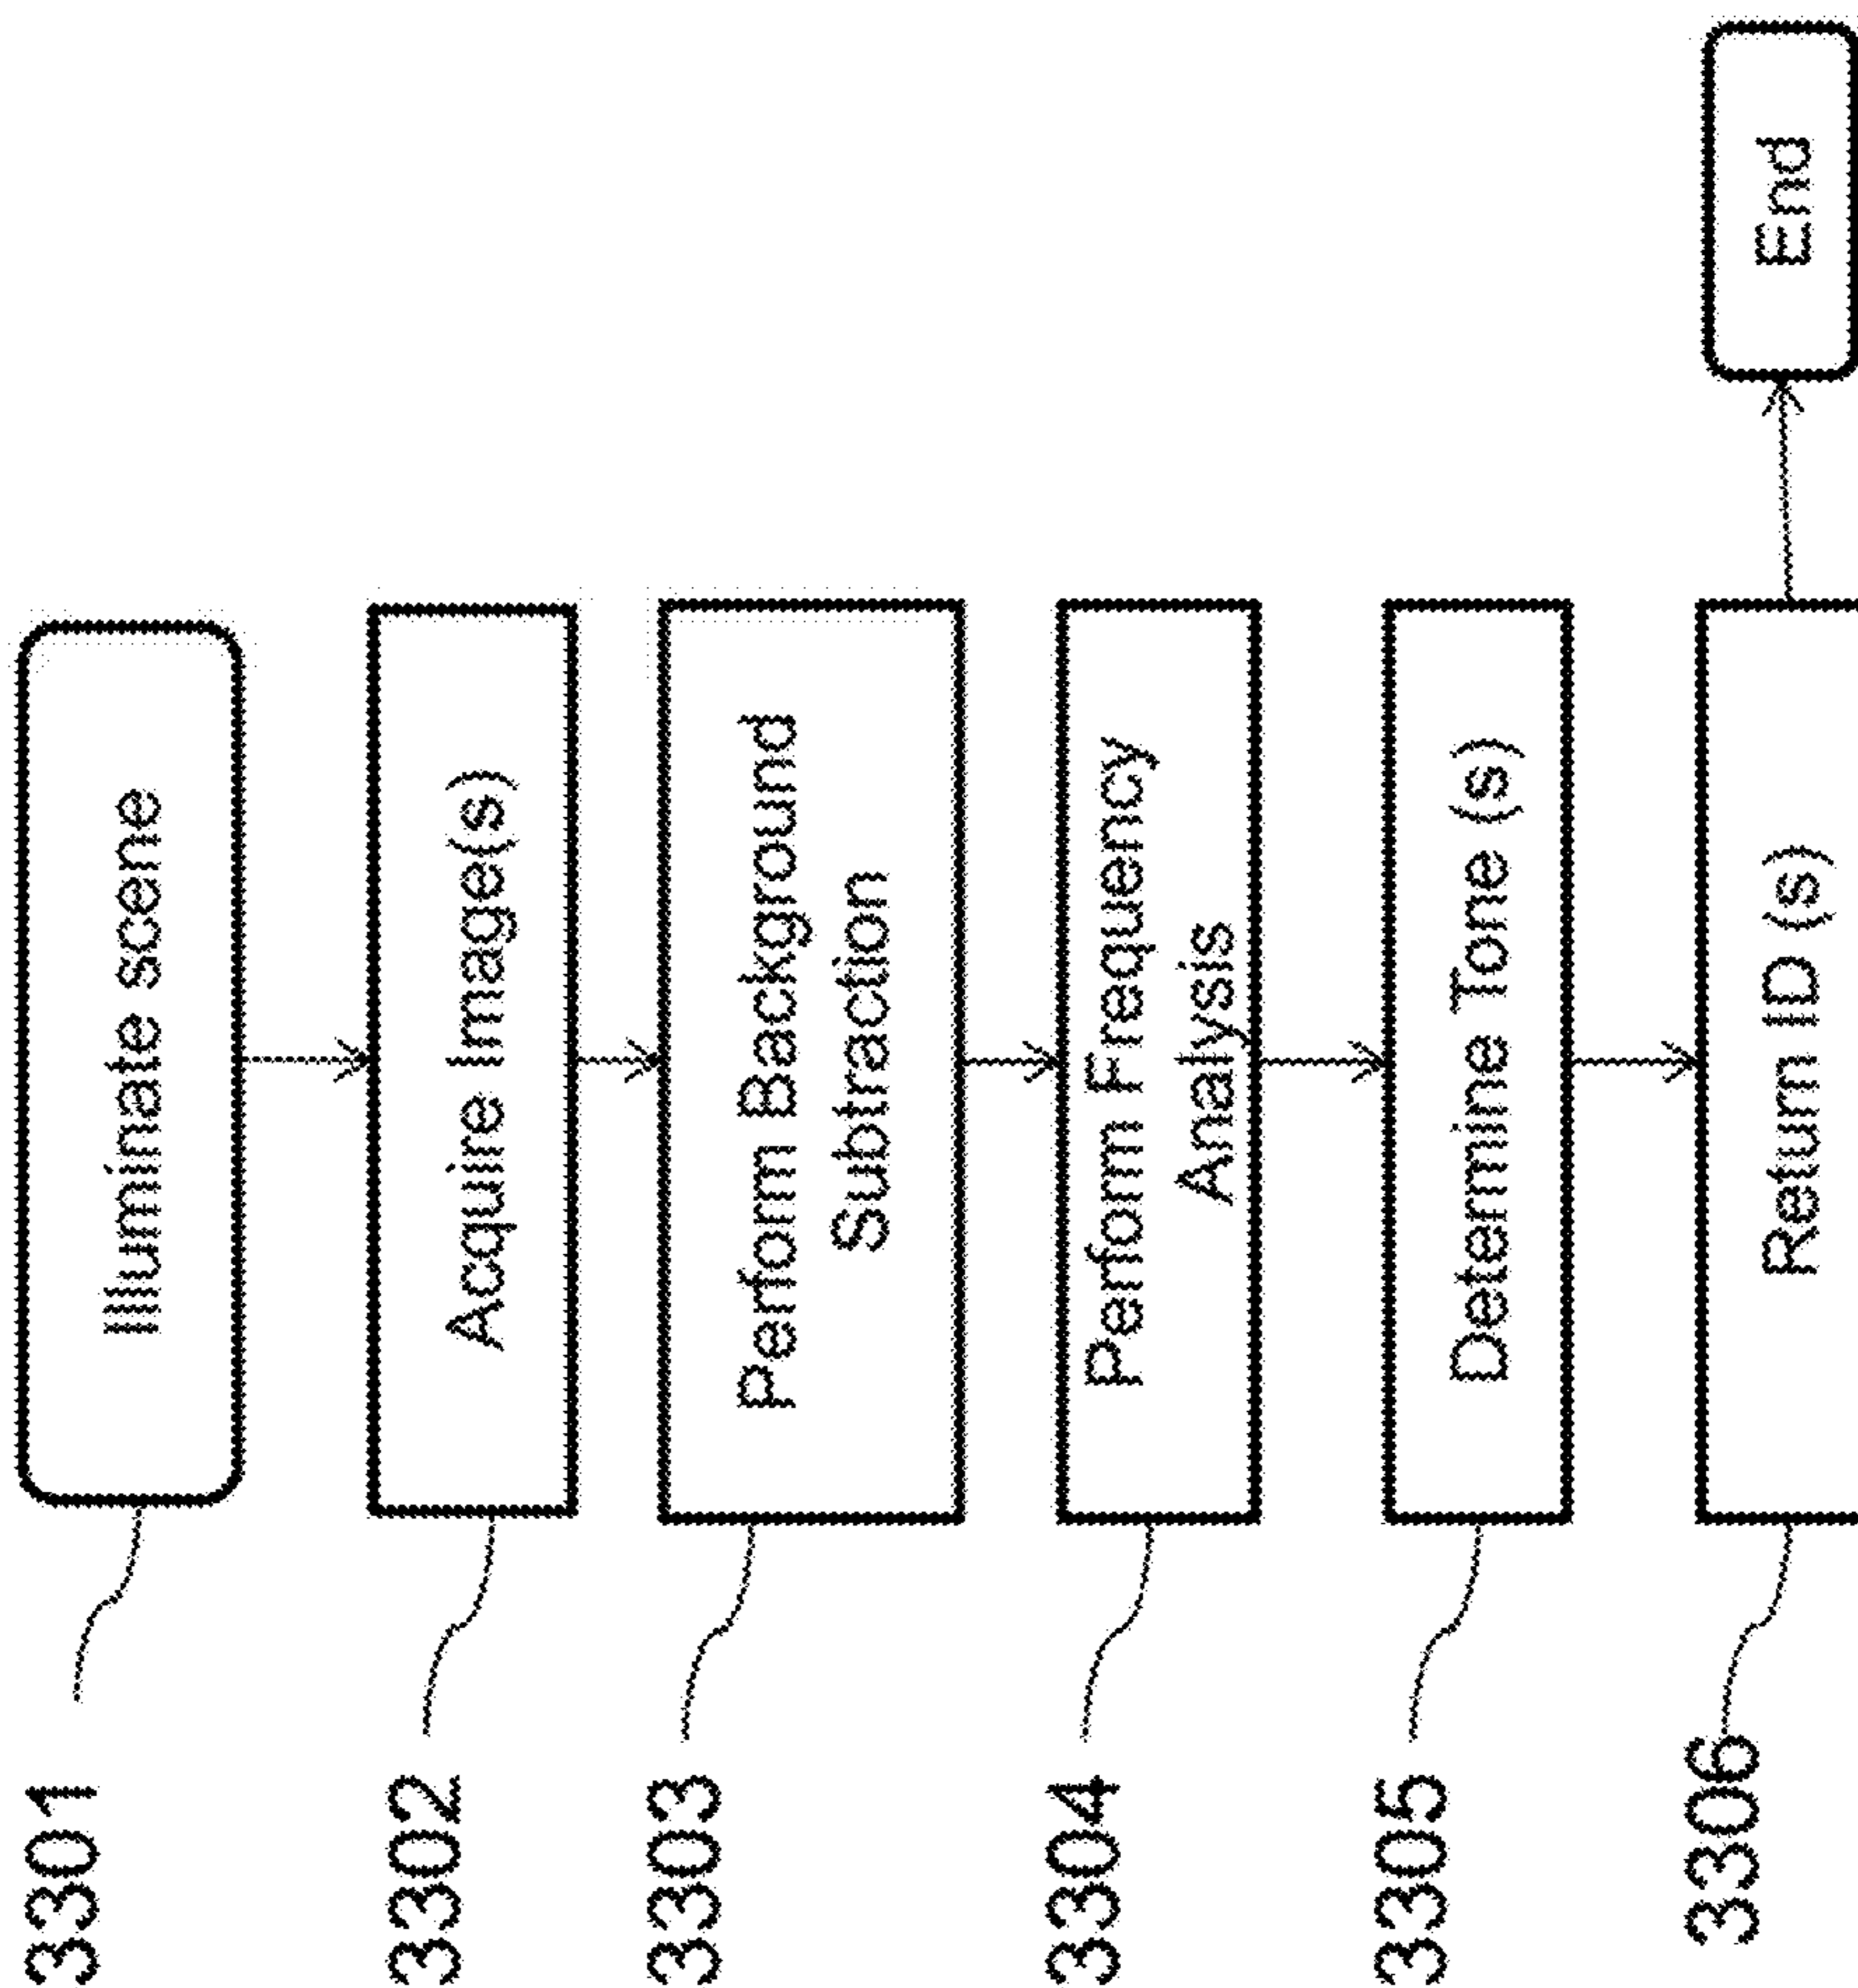 3301
Illuminate scene
3302
Acquire Image(s)
3303
Perform Background
Subtraction
3304
Perform Frequency
Analysis
3305
Determine Tone (s)
3306
Return ID (s)
End